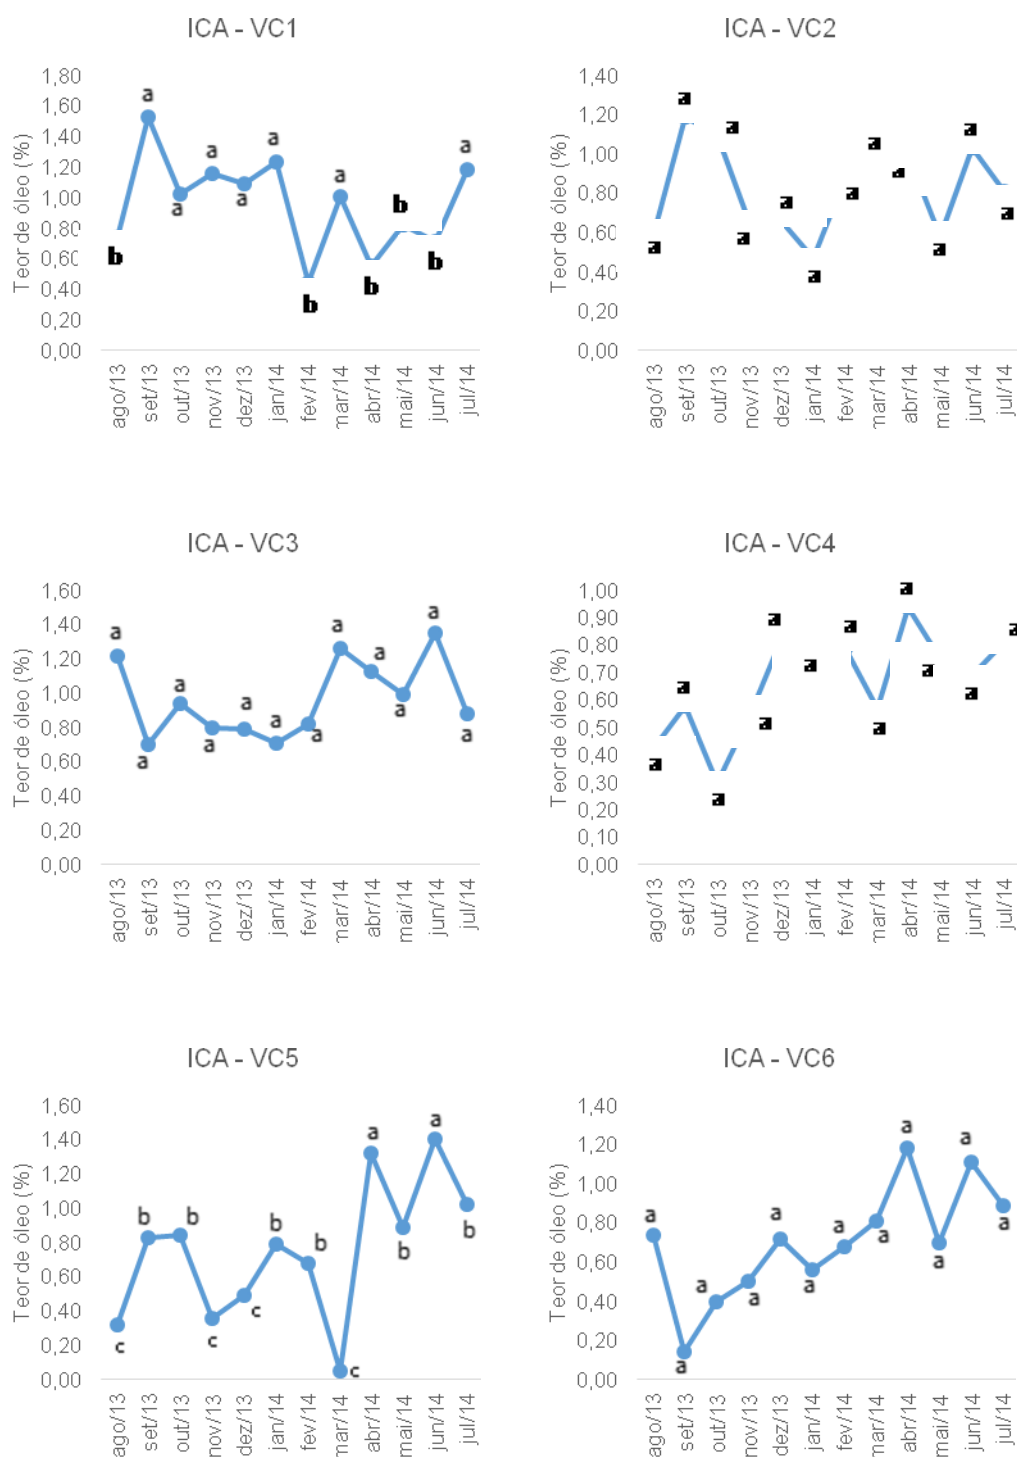 ICA - VC1
1,80
1,60
1,40
1,20
1,00
0,80
0,60
0,40
0,20
0,00
Teor de óleo (%)
a
a
a
a
a
a
a
b
b
b
b
b
ago/13
set/13
out/13
nov/13
dez/13
jan/14
fev/14
mar/14
abr/14
mai/14
jun/14
jul/14
ICA - VC2
1,40
1,20
1,00
0,80
0,60
0,40
0,20
0,00
Teor de óleo (%)
a
a
a
a
a
a
a
a
a
a
a
a
ago/13
set/13
out/13
nov/13
dez/13
jan/14
fev/14
mar/14
abr/14
mai/14
jun/14
jul/14
ICA - VC3
1,60
1,40
1,20
1,00
0,80
0,60
0,40
0,20
0,00
Teor de óleo (%)
a
a
a
a
a
a
a
a
a
a
a
a
ago/13
set/13
out/13
nov/13
dez/13
jan/14
fev/14
mar/14
abr/14
mai/14
jun/14
jul/14
ICA - VC4
1,00
0,90
0,80
0,70
0,60
0,50
0,40
0,30
0,20
0,10
0,00
Teor de óleo (%)
a
a
a
a
a
a
a
a
a
a
a
a
ago/13
set/13
out/13
nov/13
dez/13
jan/14
fev/14
mar/14
abr/14
mai/14
jun/14
jul/14
ICA - VC5
1,60
1,40
1,20
1,00
0,80
0,60
0,40
0,20
0,00
Teor de óleo (%)
c
b
b
c
c
b
b
c
a
b
a
b
ago/13
set/13
out/13
nov/13
dez/13
jan/14
fev/14
mar/14
abr/14
mai/14
jun/14
jul/14
ICA - VC6
1,40
1,20
1,00
0,80
0,60
0,40
0,20
0,00
Teor de óleo (%)
a
a
a
a
a
a
a
a
a
a
a
a
ago/13
set/13
out/13
nov/13
dez/13
jan/14
fev/14
mar/14
abr/14
mai/14
jun/14
jul/14